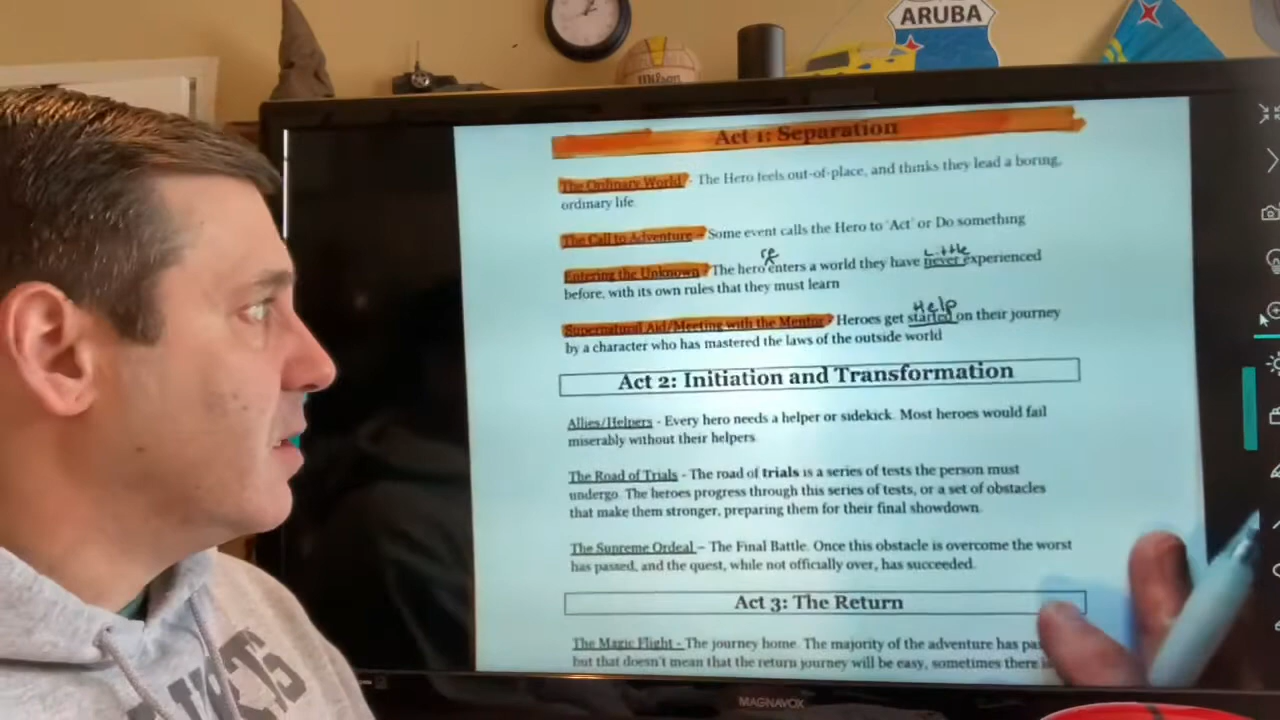 ARUBA
Wilson
Act 1: Separation
The Ordinary World - The Hero feels out-of-place, and thinks they lead a boring,
ordinary life
The Call to Adventure - Some event calls the Hero to 'Act' or Do something
re Little
Entering the Unknown - The hero enters a world they have never experienced
before, with its own rules that they must learn
Help
Supernatural Aid/Meeting with the Mentor - Heroes get started on their journey
by a character who has mastered the laws of the outside world
Act 2: Initiation and Transformation
Allies/Helpers - Every hero needs a helper or sidekick. Most heroes would fail
miserably without their helpers
The Road of Trials - The road of trials is a series of tests the person must
undergo. The heroes progress through this series of tests, or a set of obstacles
that make them stronger, preparing them for their final showdown.
The Supreme Ordeal – The Final Battle. Once this obstacle is overcome the worst
has passed, and the quest, while not officially over, has succeeded.
Act 3: The Return
The Magic Flight - The journey home. The majority of the adventure has pas
but that doesn't mean that the return journey will be easy, sometimes there
MAGNAVOX